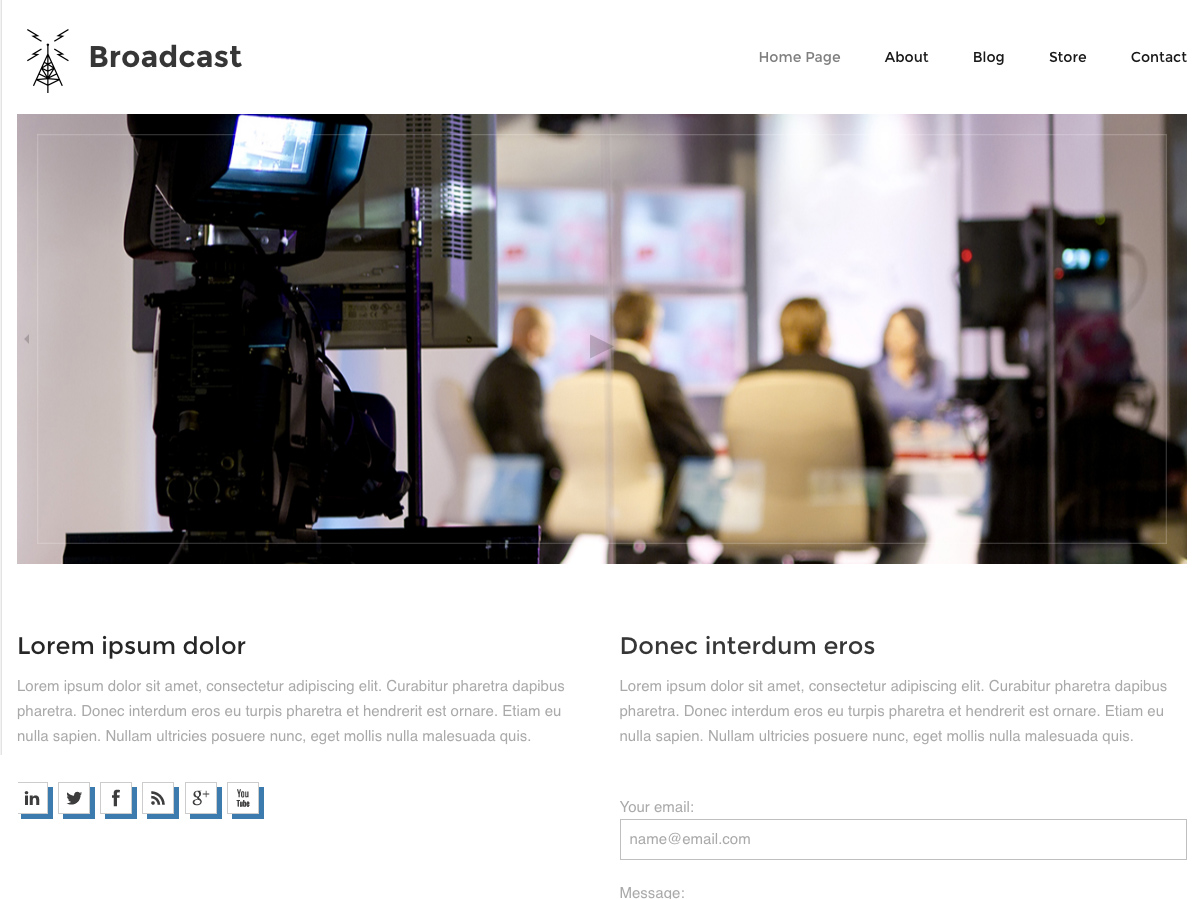 Broadcast
Home Page About Blog Store Contact
Lorem ipsum dolor
Lorem ipsum dolor sit amet, consectetur adipiscing elit. Curabitur pharetra dapibus
pharetra. Donec interdum eros eu turpis pharetra et hendrerit est ornare. Etiam eu
nulla sapien. Nullam ultricies posuere nunc, eget mollis nulla malesuada quis.
in
f
g+
You
Tube
Donec interdum eros
Lorem ipsum dolor sit amet, consectetur adipiscing elit. Curabitur pharetra dapibus
pharetra. Donec interdum eros eu turpis pharetra et hendrerit est ornare. Etiam eu
nulla sapien. Nullam ultricies posuere nunc, eget mollis nulla malesuada quis.
Your email:
name@email.com
Message: